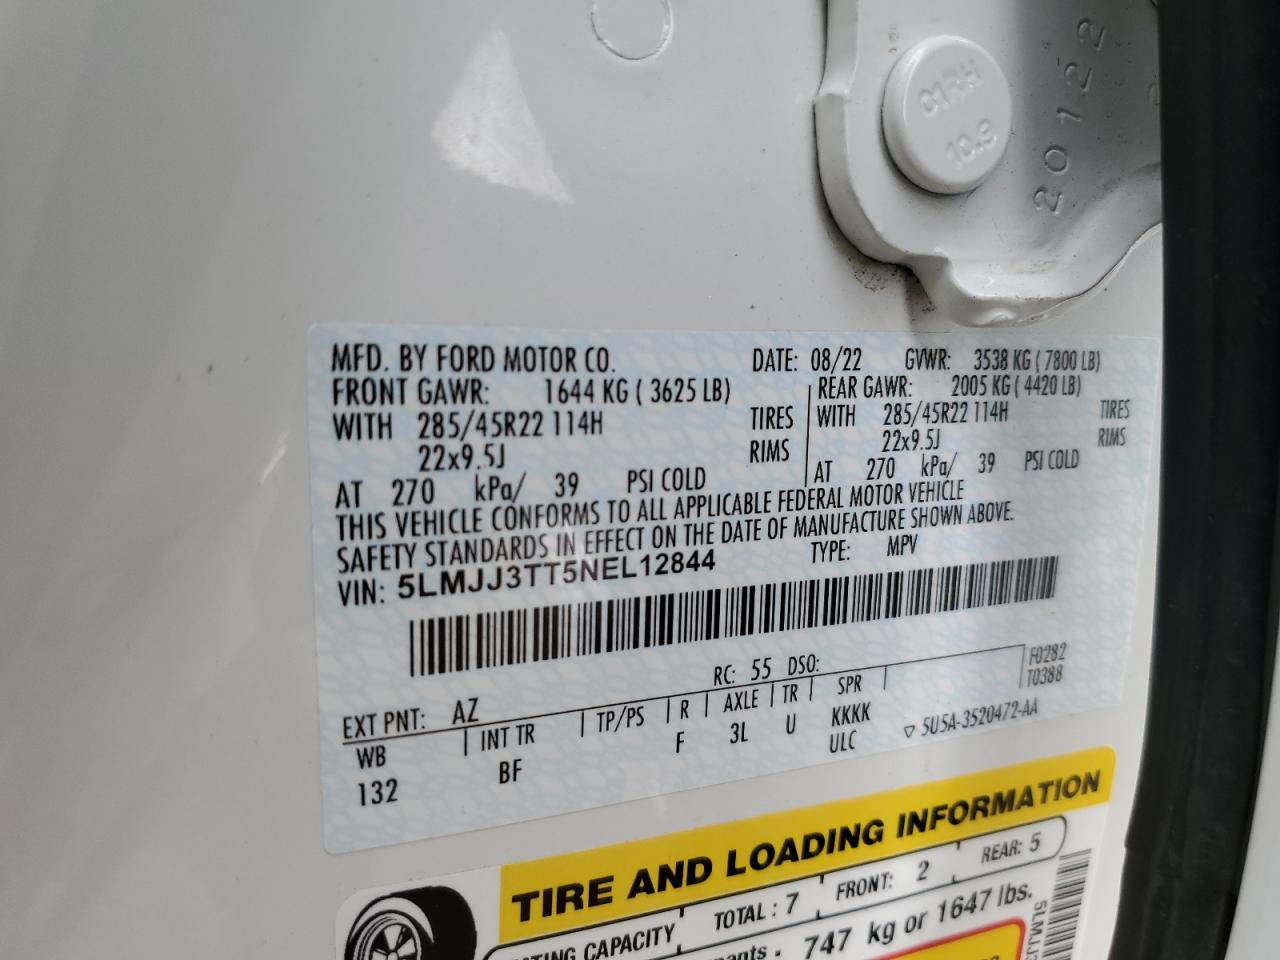 01RH
10.9
20122
MFD. BY FORD MOTOR CO. DATE: 08/22 GVWR: 3538 KG ( 7800 LB)
FRONT GAWR: 1644 KG ( 3625 LB) REAR GAWR: 2005 KG ( 4420 LB)
WITH 285/45R22 114H TIRES WITH 285/45R22 114H TIRES
22x9.5J RIMS 22x9.5J RIMS
AT 270 kPa/ 39 PSI COLD AT 270 kPa/ 39 PSI COLD
THIS VEHICLE CONFORMS TO ALL APPLICABLE FEDERAL MOTOR VEHICLE
SAFETY STANDARDS IN EFFECT ON THE DATE OF MANUFACTURE SHOWN ABOVE.
VIN: 5LMJJ3TT5NEL12844 TYPE: MPV
EXT PNT: AZ RC: 55 DSO: F0282
T0388
WB INT TR TP/PS R AXLE TR SPR
132 BF F 3L U KKKK
ULC ▽ 5U5A-3520472-AA
TIRE AND LOADING INFORMATION
CAPACITY TOTAL : 7 FRONT: 2 REAR: 5
747 kg or 1647 lbs.